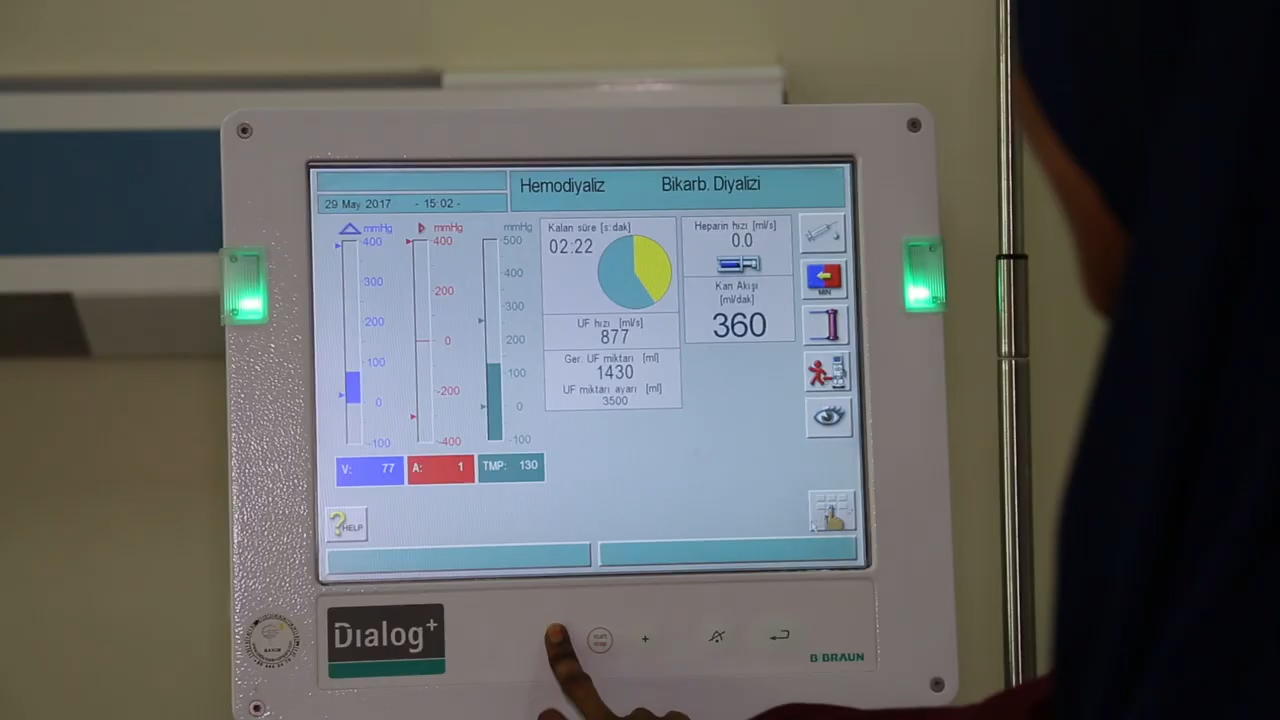 Hemodiyaliz Bikarb. Diyalizi
29 May 2017 - 15:02 -
mmHg mmHg mmHg
400 400 500
300 200 400
200 0 300
100 -200 200
0 -400 100
-100 0
-100
V: 77 A: 1 TMP: 130
Kalan süre [s:dak]
02:22
UF hızı [ml/s]
877
Ger. UF miktarı [ml]
1430
UF miktarı ayarı [ml]
3500
Heparin hızı [ml/s]
0.0
Kan Akışı
[ml/dak]
360
MIN
? HELP
Dialog+
start
stop
+
B|BRAUN